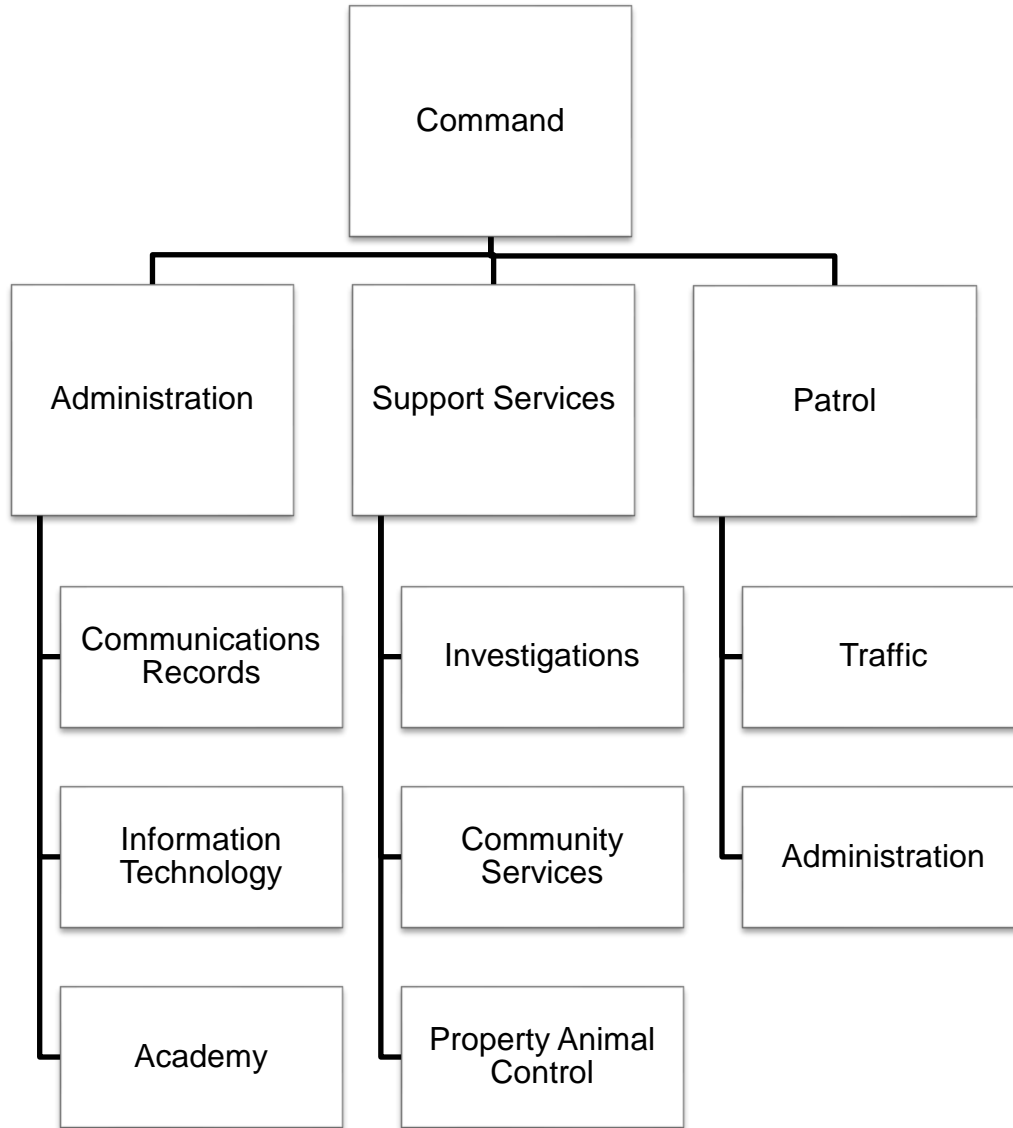 Command
Administration
Support Services
Patrol
Communications
Records
Investigations
Traffic
Information
Technology
Community
Services
Administration
Academy
Property Animal
Control